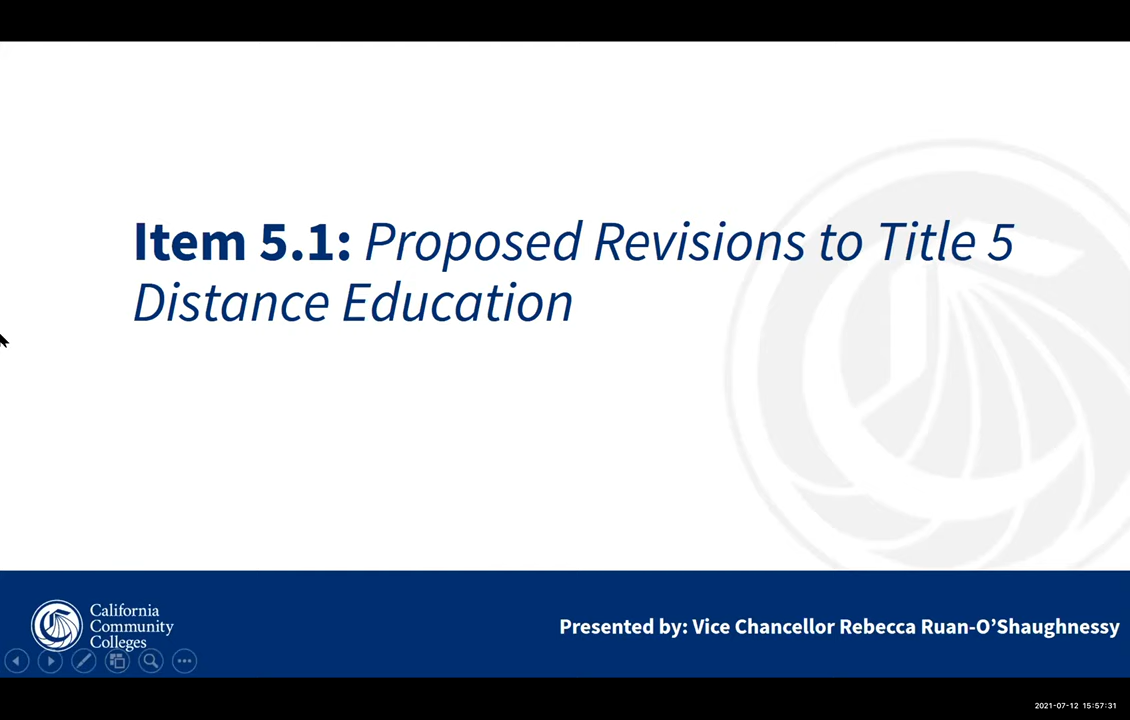 Item 5.1: Proposed Revisions to Title 5
Distance Education
California
Community
Colleges
Presented by: Vice Chancellor Rebecca Ruan-O’Shaughnessy
2021-07-12 15:57:31